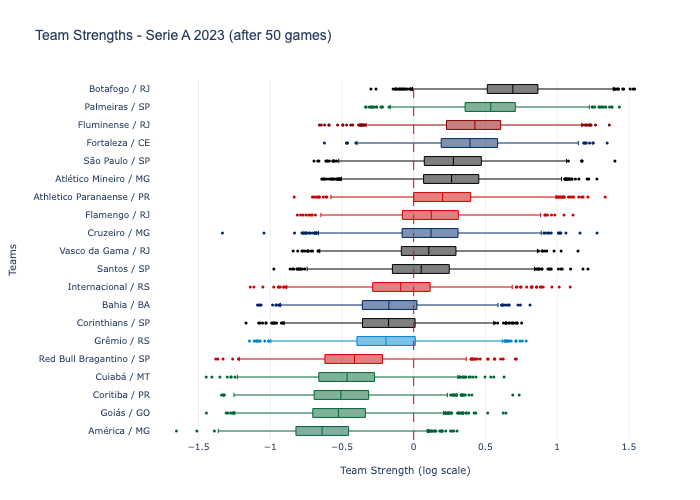 Team Strengths - Serie A 2023 (after 50 games)
Botafogo / RJ
Palmeiras / SP
Fluminense / RJ
Fortaleza / CE
São Paulo / SP
Atlético Mineiro / MG
Athletico Paranaense / PR
Flamengo / RJ
Cruzeiro / MG
Vasco da Gama / RJ
Santos / SP
Internacional / RS
Bahia / BA
Corinthians / SP
Grêmio / RS
Red Bull Bragantino / SP
Cuiabá / MT
Coritiba / PR
Goiás / GO
América / MG
Teams
−1.5 −1 −0.5 0 0.5 1 1.5
Team Strength (log scale)